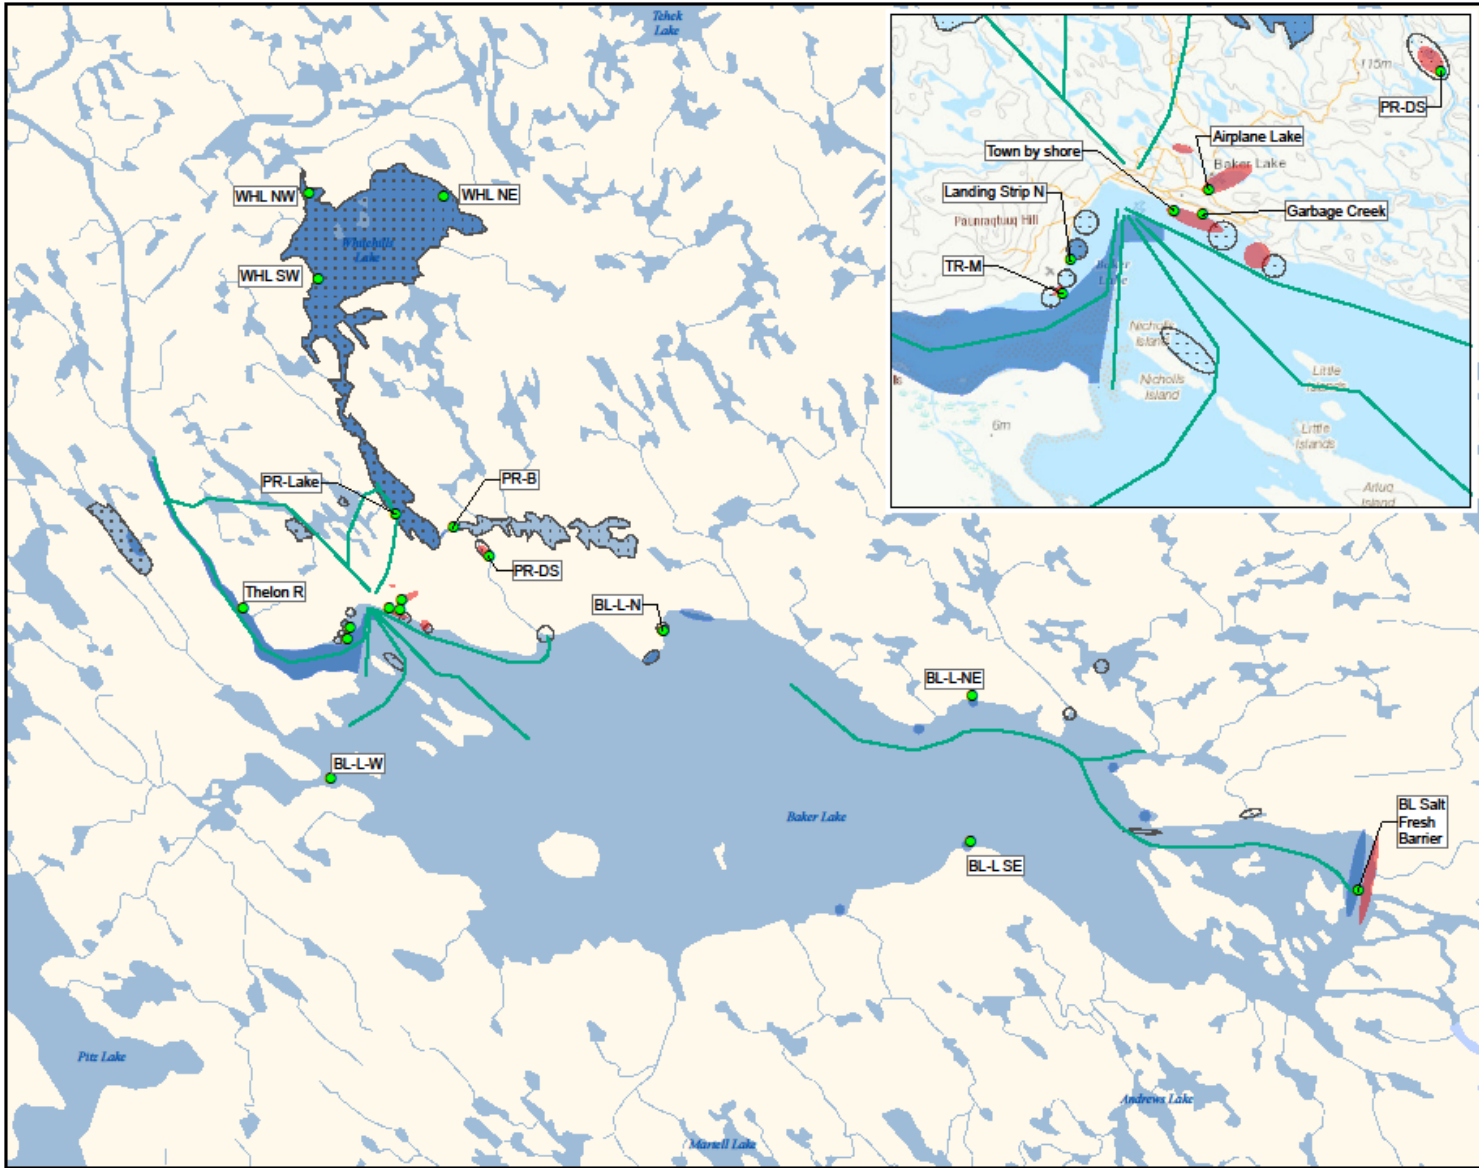 Tehek
Lake
115m
PR-DS
Airplane Lake
Town by shore
Baker Lake
Landing Strip N
Garbage Creek
TR-M
Baker
Lake
Nicholls
Island
Nicholls
Island
Little
Islands
Little
Islands
6m
Island
WHL NW
WHL NE
Whitehills
Lake
WHL SW
PR-Lake
PR-B
PR-DS
Thelon R
BL-L-N
BL-L-NE
BL-L-W
Baker Lake
BL Salt
Fresh
Barrier
BL-L SE
Pitz Lake
Andrews Lake
Martell Lake